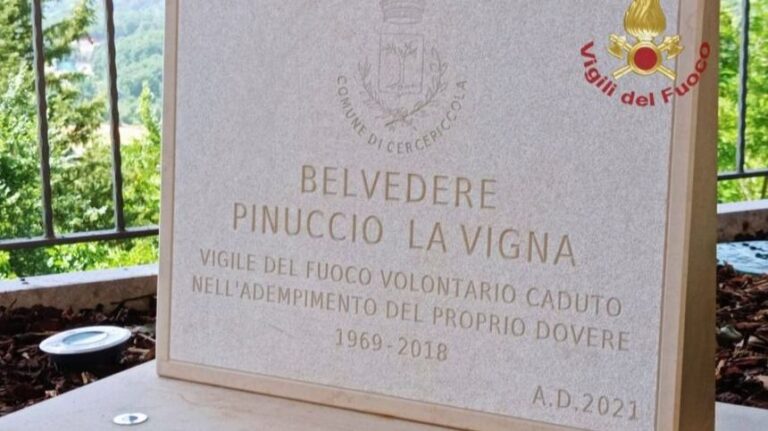 COMUNE DI CERCEPICCOLA
BELVEDERE
PINUCCIO LA VIGNA
VIGILE DEL FUOCO VOLONTARIO CADUTO
NELL'ADEMPIMENTO DEL PROPRIO DOVERE
1969-2018
A.D.2021
Vigili del Fuoco